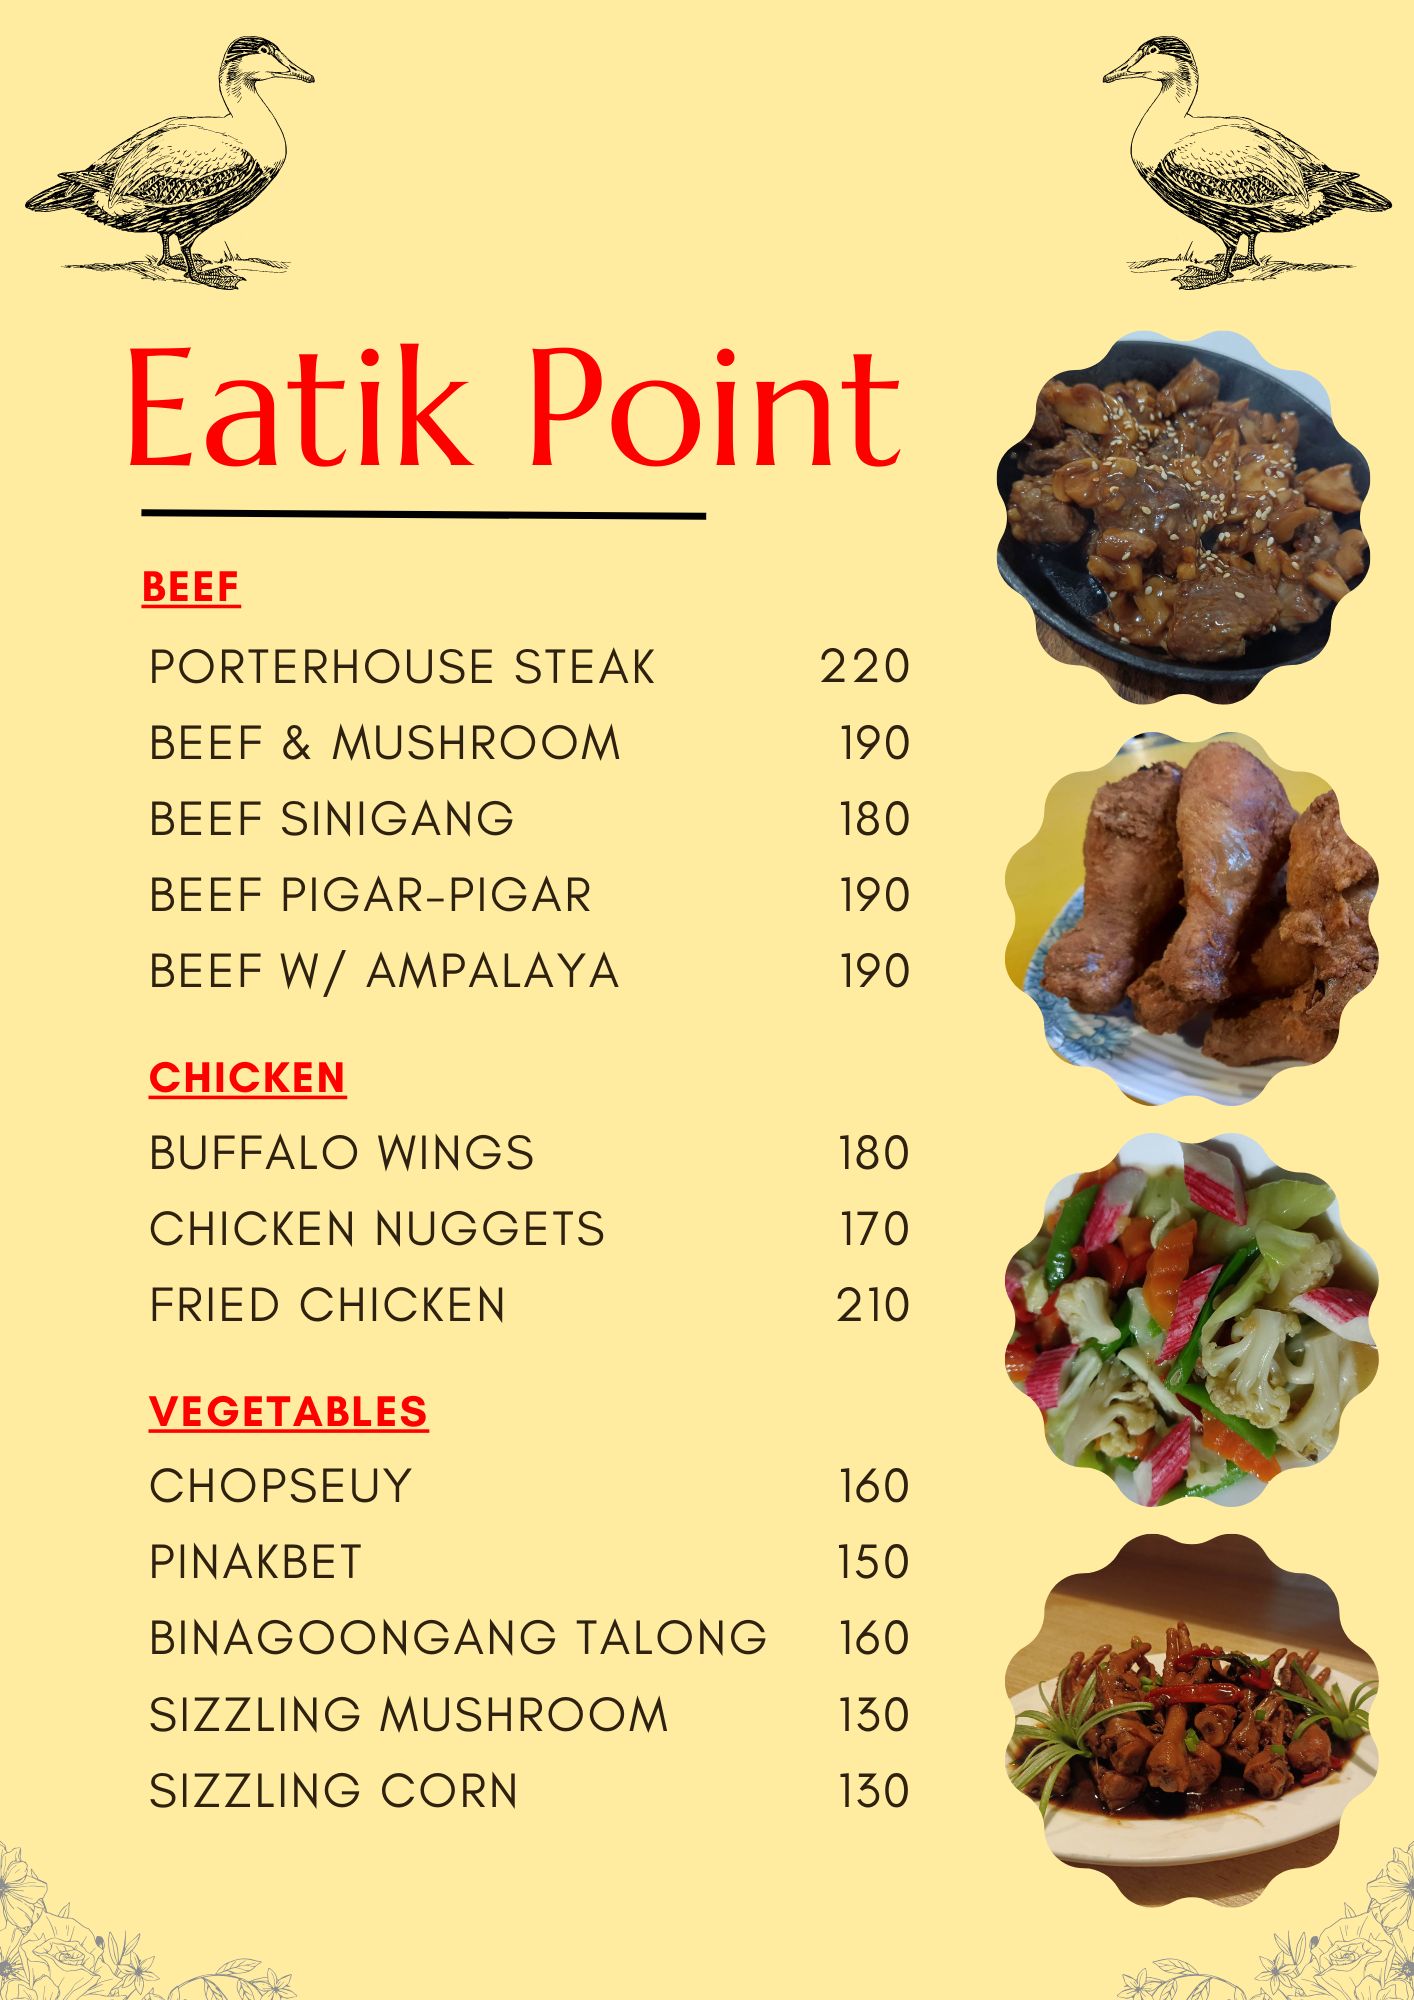 Eatik Point
BEEF
PORTERHOUSE STEAK 220
BEEF & MUSHROOM 190
BEEF SINIGANG 180
BEEF PIGAR-PIGAR 190
BEEF W/ AMPALAYA 190
CHICKEN
BUFFALO WINGS 180
CHICKEN NUGGETS 170
FRIED CHICKEN 210
VEGETABLES
CHOPSEUY 160
PINAKBET 150
BINAGOONGANG TALONG 160
SIZZLING MUSHROOM 130
SIZZLING CORN 130